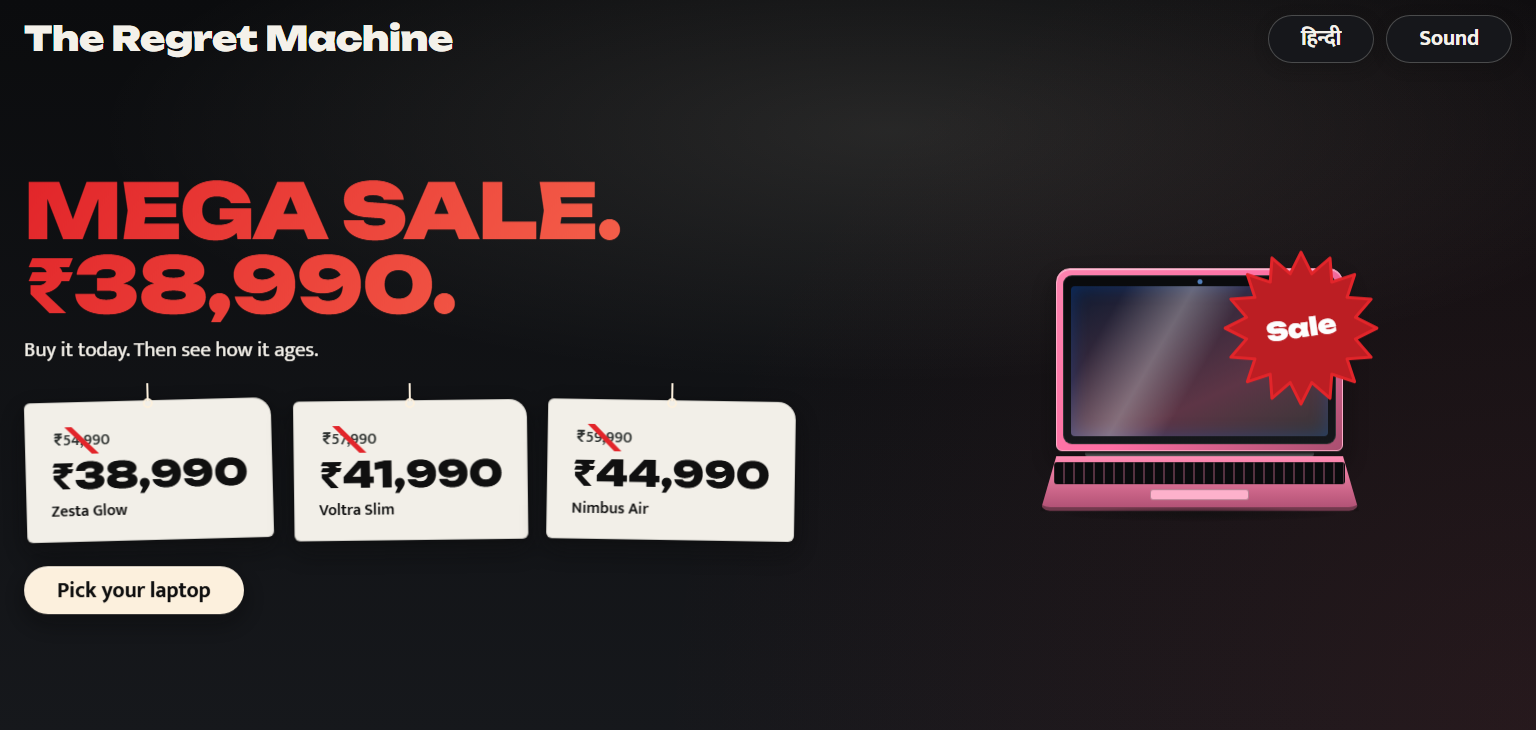 The Regret Machine
हिन्दी
Sound
MEGA SALE.
₹38,990.
Buy it today. Then see how it ages.
₹54,990
₹38,990
Zesta Glow
₹57,990
₹41,990
Voltra Slim
₹59,990
₹44,990
Nimbus Air
Pick your laptop
Sale